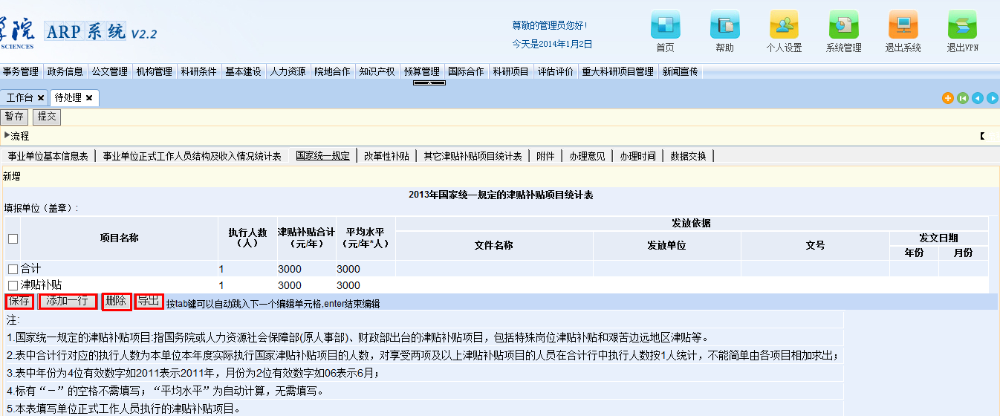 学院 ARP 系统 V2.2
SCIENCES
尊敬的管理员您好!
今天是2014年1月2日
首页 帮助 个人设置 系统管理 退出系统 退出VPN
事务管理 政务信息 公文管理 机构管理 科研条件 基本建设 人力资源 院地合作 知识产权 预算管理 国际合作 科研项目 评估评价 重大科研项目管理 新闻宣传
工作台 × 待处理 ×
暂存 提交
流程 【
事业单位基本信息表 事业单位正式工作人员结构及收入情况统计表 国家统一规定 改革性补贴 其它津贴补贴项目统计表 附件 办理意见 办理时间 数据交换
新增
2013年国家统一规定的津贴补贴项目统计表
填报单位（盖章）:
项目名称 执行人数（人） 津贴补贴合计（元/年） 平均水平（元/年*人） 发放依据
文件名称 发放单位 文号 发文日期
年份 月份
合计 1 3000 3000
津贴补贴 1 3000 3000
保存 添加一行 删除 导出 按tab键可以自动跳入下一个编辑单元格,enter结束编辑
注:
1.国家统一规定的津贴补贴项目:指国务院或人力资源社会保障部(原人事部)、财政部出台的津贴补贴项目，包括特殊岗位津贴补贴和艰苦边远地区津贴等。
2.表中合计行对应的执行人数为本单位本年度实际执行国家津贴补贴项目的人数，对享受两项及以上津贴补贴项目的人员在合计行中执行人数按1人统计，不能简单由各项目相加求出；
3.表中年份为4位有效数字如2011表示2011年，月份为2位有效数字如06表示6月；
4.标有“－”的空格不需填写；“平均水平”为自动计算，无需填写。
5.本表填写单位正式工作人员执行的津贴补贴项目。